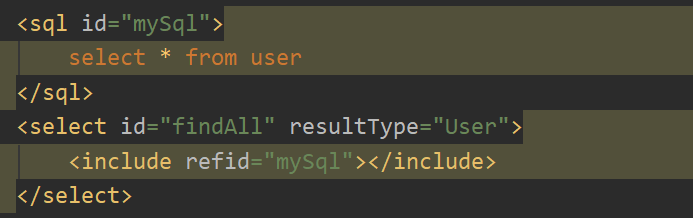 <sql id="mySql">
    select * from user
</sql>
<select id="findAll" resultType="User">
    <include refid="mySql"></include>
</select>